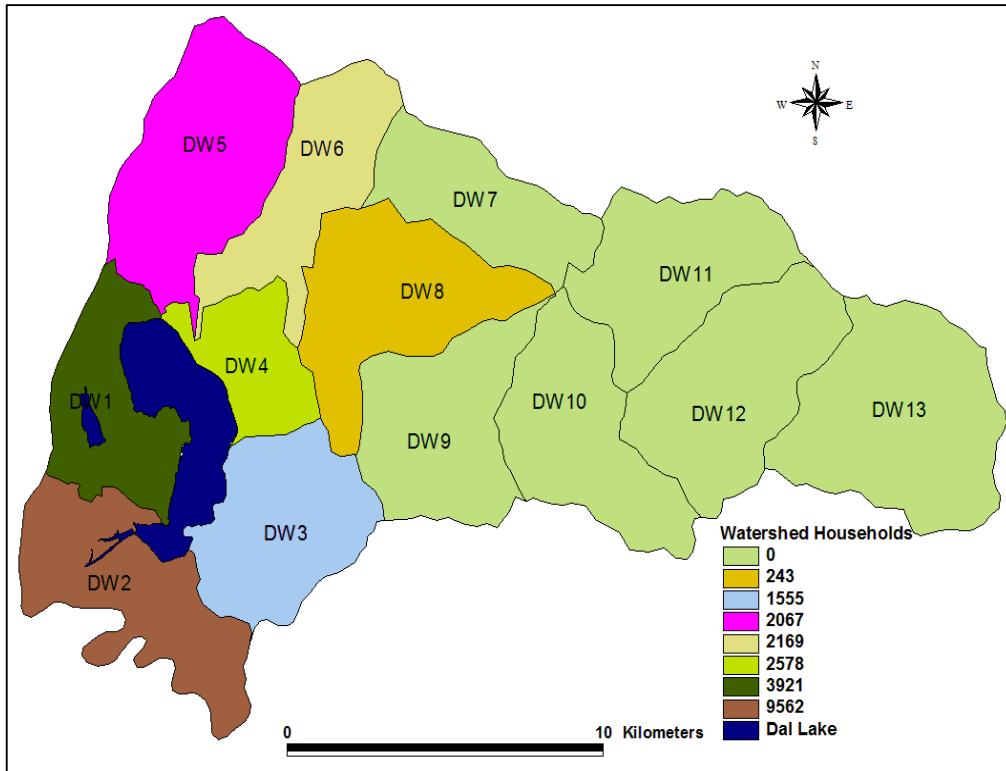 N
W E
S
DW5
DW6
DW7
DW11
DW8
DW4
DW1
DW10
DW12
DW13
DW9
DW3
DW2
Watershed Households
0
243
1555
2067
2169
2578
3921
9562
Dal Lake
0 10 Kilometers